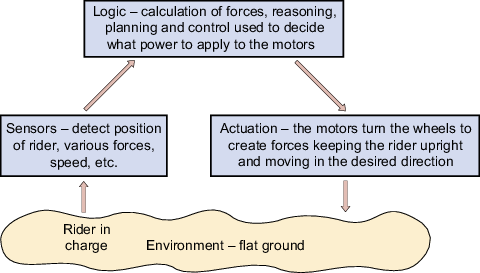 Logic – calculation of forces, reasoning,
planning and control used to decide
what power to apply to the motors
Sensors – detect position
of rider, various forces,
speed, etc.
Actuation – the motors turn the wheels to
create forces keeping the rider upright
and moving in the desired direction
Rider in
charge
Environment – flat ground